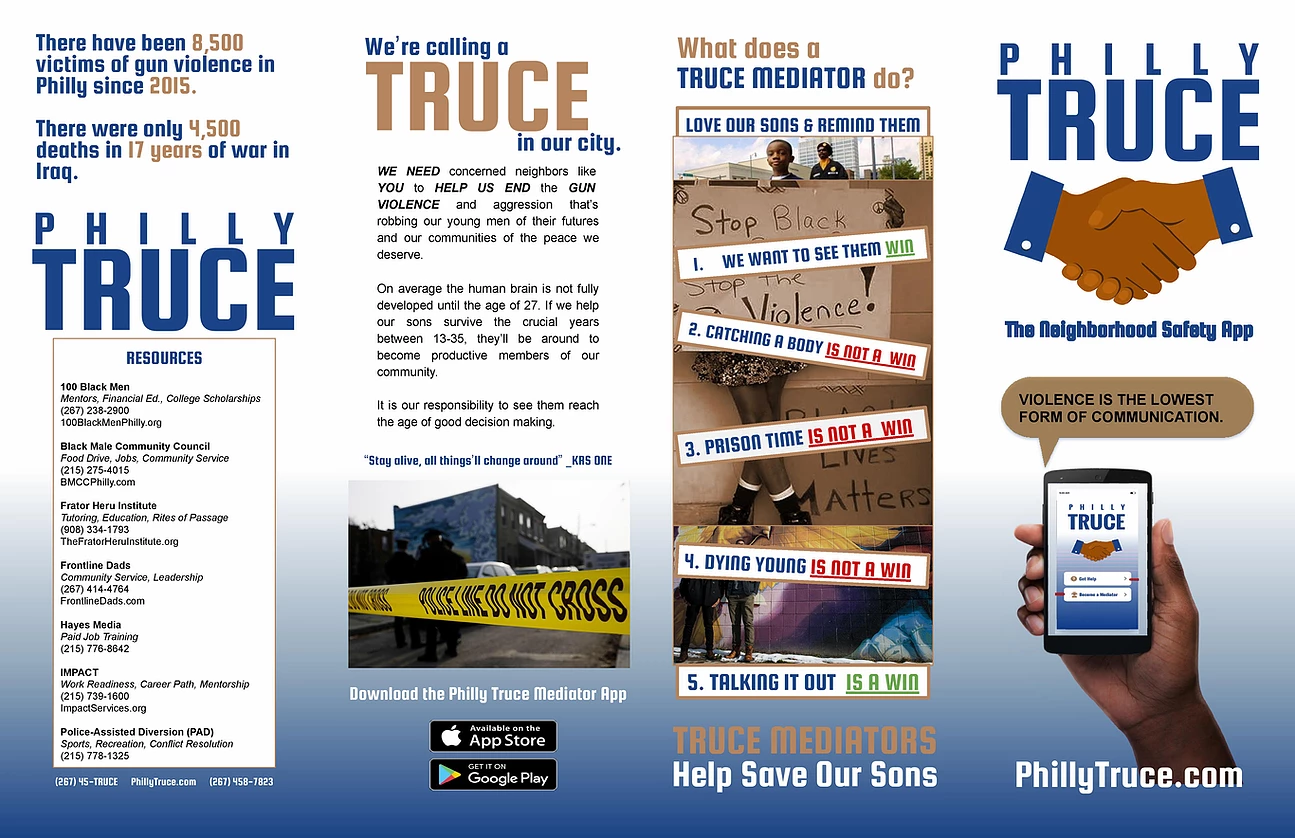 There have been 8,500
victims of gun violence in
Philly since 2015.
There were only 4,500
deaths in 17 years of war in
Iraq.
PHILLY
TRUCE
RESOURCES
100 Black Men
Mentors, Financial Ed., College Scholarships
(267) 238-2900
100BlackMenPhilly.org
Black Male Community Council
Food Drive, Jobs, Community Service
(215) 275-4015
BMCCPhilly.com
Frator Heru Institute
Tutoring, Education, Rites of Passage
(908) 334-1793
TheFratorHeruInstitute.org
Frontline Dads
Community Service, Leadership
(267) 414-4764
FrontlineDads.com
Hayes Media
Paid Job Training
(215) 776-8642
IMPACT
Work Readiness, Career Path, Mentorship
(215) 739-1600
ImpactServices.org
Police-Assisted Diversion (PAD)
Sports, Recreation, Conflict Resolution
(215) 778-1325
(267) 45-TRUCE PhillyTruce.com (267) 458-7823
We're calling a
TRUCE
in our city.
WE NEED concerned neighbors like
YOU to HELP US END the GUN
VIOLENCE and aggression that's
robbing our young men of their futures
and our communities of the peace we
deserve.
On average the human brain is not fully
developed until the age of 27. If we help
our sons survive the crucial years
between 13-35, they'll be around to
become productive members of our
community.
It is our responsibility to see them reach
the age of good decision making.
"Stay alive, all things'll change around" _KRS ONE
POLICE LINE DO NOT CROSS
Download the Philly Truce Mediator App
Available on the
App Store
GET IT ON
Google Play
What does a
TRUCE MEDIATOR do?
LOVE OUR SONS & REMIND THEM
Stop Black
1. WE WANT TO SEE THEM WIN
Stop The
Violence!
2. CATCHING A BODY IS NOT A WIN
BLACK
3. PRISON TIME IS NOT A WIN
LIVES
Matters
4. DYING YOUNG IS NOT A WIN
5. TALKING IT OUT IS A WIN
TRUCE MEDIATORS
Help Save Our Sons
PHILLY
TRUCE
The Neighborhood Safety App
VIOLENCE IS THE LOWEST
FORM OF COMMUNICATION.
PHILLY
TRUCE
Get Help
Become a Mediator
PhillyTruce.com